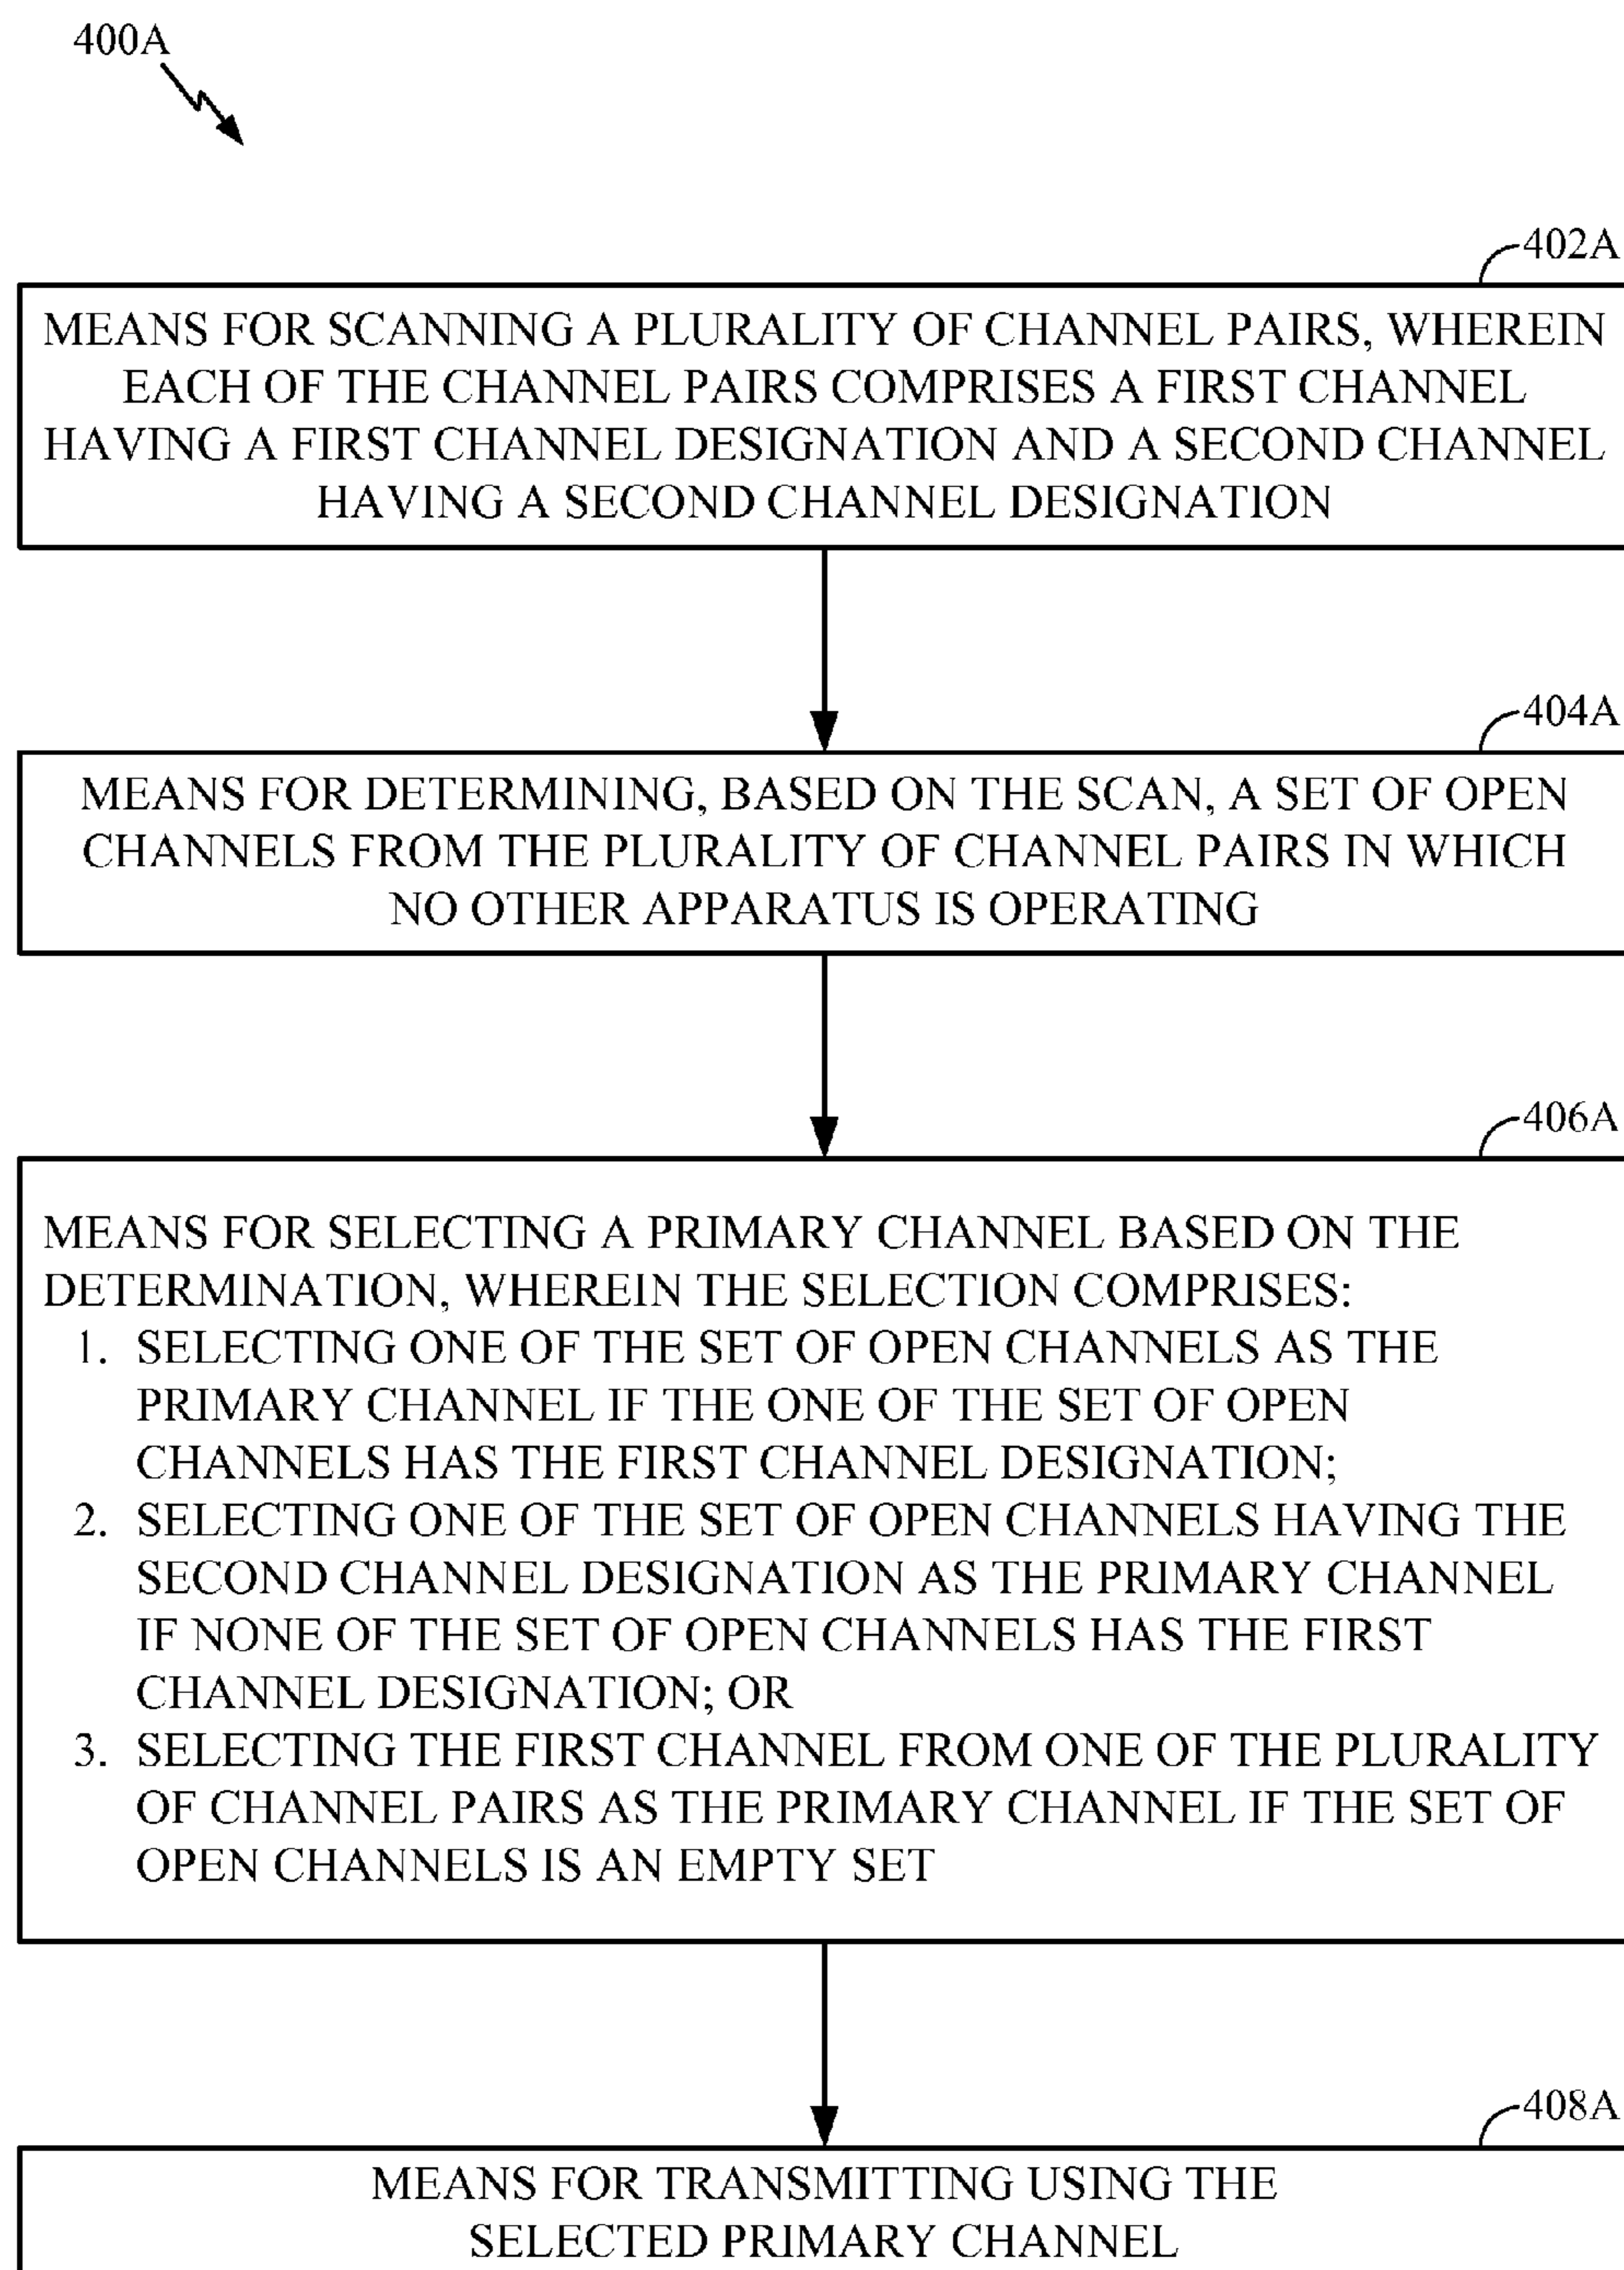 400A
402A
MEANS FOR SCANNING A PLURALITY OF CHANNEL PAIRS, WHEREIN
EACH OF THE CHANNEL PAIRS COMPRISES A FIRST CHANNEL
HAVING A FIRST CHANNEL DESIGNATION AND A SECOND CHANNEL
HAVING A SECOND CHANNEL DESIGNATION
404A
MEANS FOR DETERMINING, BASED ON THE SCAN, A SET OF OPEN
CHANNELS FROM THE PLURALITY OF CHANNEL PAIRS IN WHICH
NO OTHER APPARATUS IS OPERATING
406A
MEANS FOR SELECTING A PRIMARY CHANNEL BASED ON THE
DETERMINATION, WHEREIN THE SELECTION COMPRISES:
1. SELECTING ONE OF THE SET OF OPEN CHANNELS AS THE
PRIMARY CHANNEL IF THE ONE OF THE SET OF OPEN
CHANNELS HAS THE FIRST CHANNEL DESIGNATION;
2. SELECTING ONE OF THE SET OF OPEN CHANNELS HAVING THE
SECOND CHANNEL DESIGNATION AS THE PRIMARY CHANNEL
IF NONE OF THE SET OF OPEN CHANNELS HAS THE FIRST
CHANNEL DESIGNATION; OR
3. SELECTING THE FIRST CHANNEL FROM ONE OF THE PLURALITY
OF CHANNEL PAIRS AS THE PRIMARY CHANNEL IF THE SET OF
OPEN CHANNELS IS AN EMPTY SET
408A
MEANS FOR TRANSMITTING USING THE
SELECTED PRIMARY CHANNEL